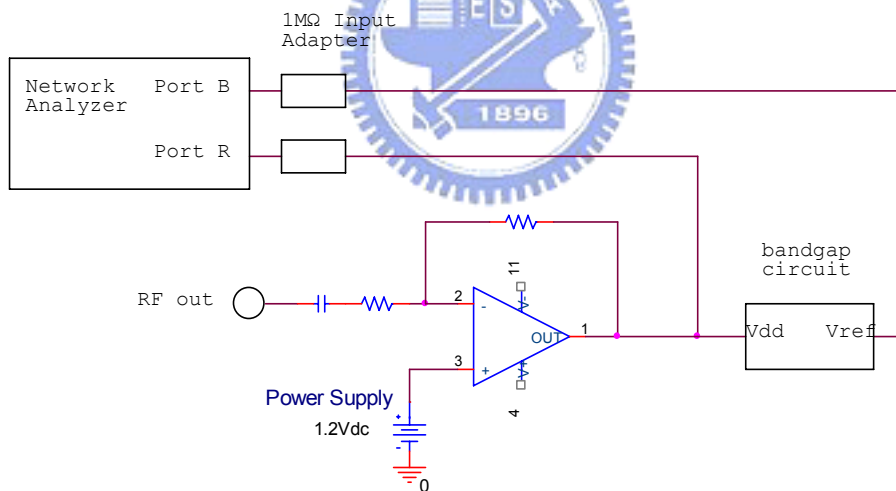 1MΩ Input
Adapter
ES
1896
Network
Analyzer
Port B
Port R
RF out
2
-
3
+
11
V-
OUT
1
V+
4
Power Supply
1.2Vdc
+
-
0
bandgap
circuit
Vdd
Vref